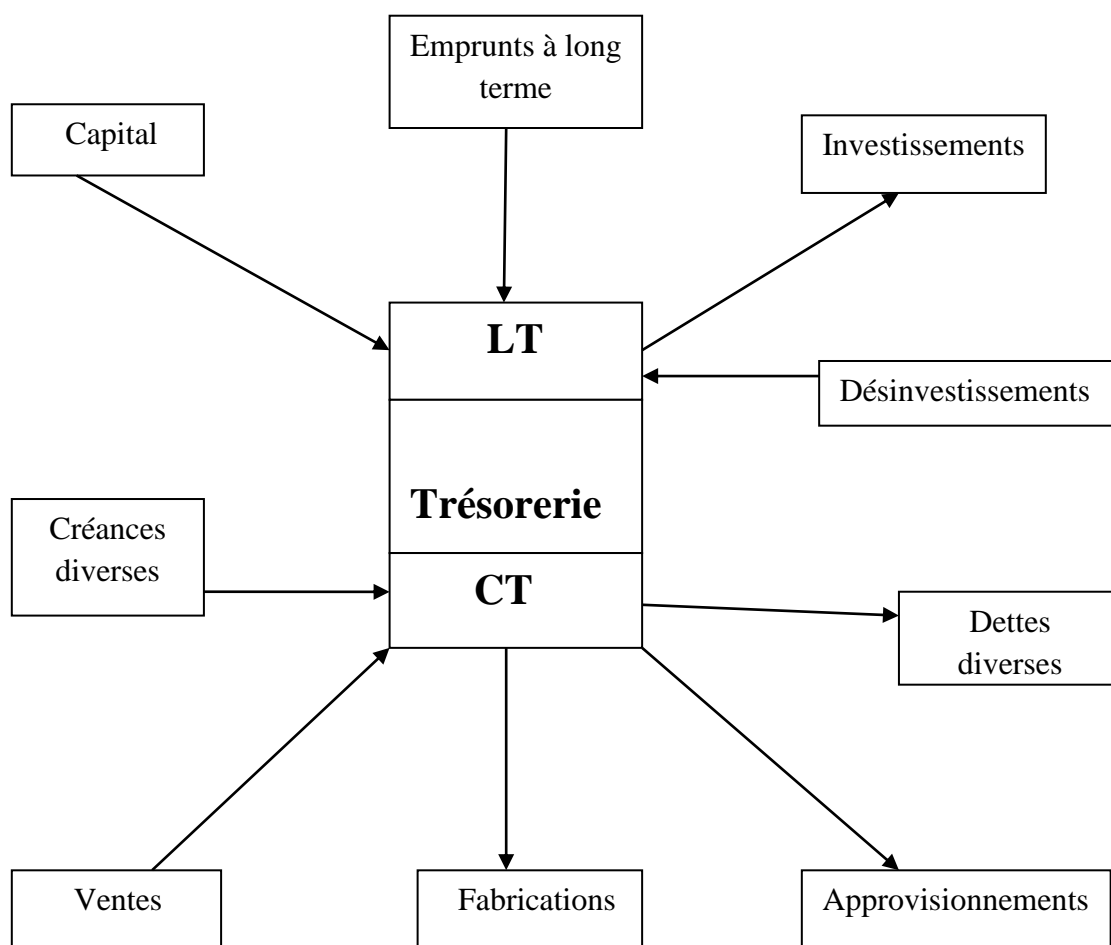 Emprunts à long
terme
Capital
Investissements
LT
Désinvestissements
Trésorerie
Créances
diverses
CT
Dettes
diverses
Ventes
Fabrications
Approvisionnements